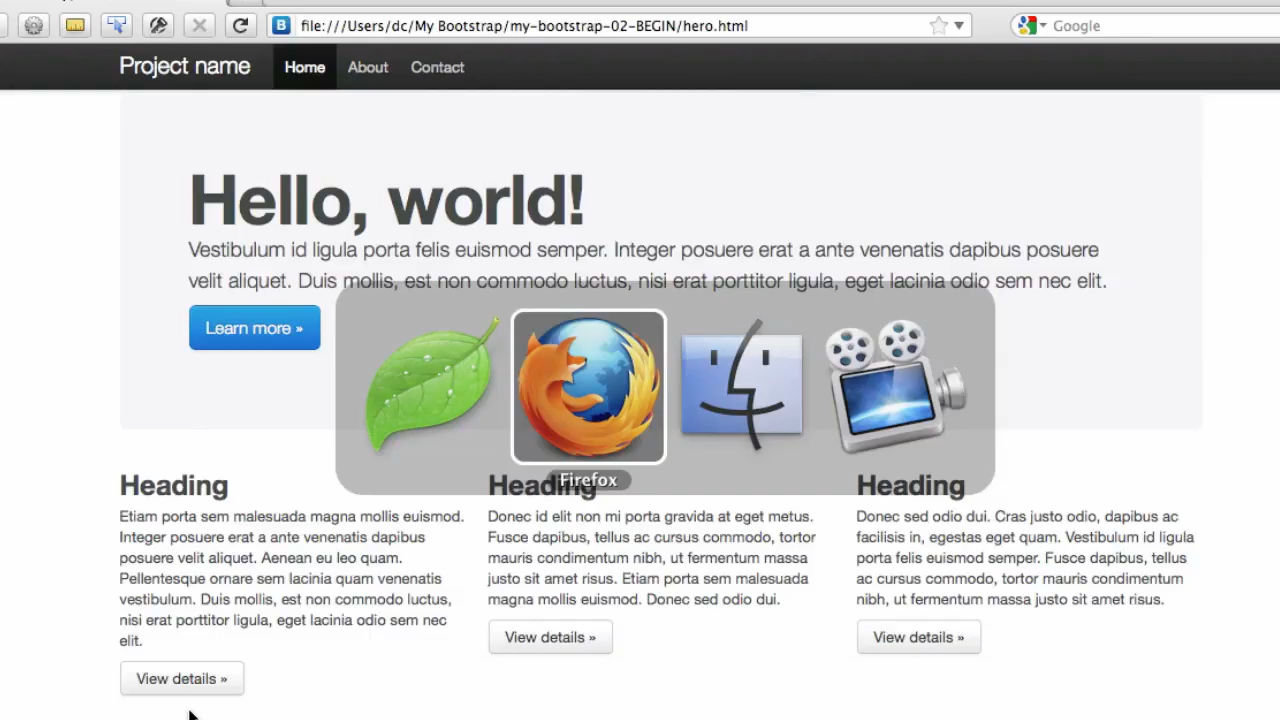 B file:///Users/dc/My Bootstrap/my-bootstrap-02-BEGIN/hero.html
Google
Project name Home About Contact
Hello, world!
Vestibulum id ligula porta felis euismod semper. Integer posuere erat a ante venenatis dapibus posuere
velit aliquet. Duis mollis, est non commodo luctus, nisi erat porttitor ligula, eget lacinia odio sem nec elit.
Learn more »
Firefox
Heading
Etiam porta sem malesuada magna mollis euismod.
Integer posuere erat a ante venenatis dapibus
posuere velit aliquet. Aenean eu leo quam.
Pellentesque ornare sem lacinia quam venenatis
vestibulum. Duis mollis, est non commodo luctus,
nisi erat porttitor ligula, eget lacinia odio sem nec
elit.
View details »
Heading
Donec id elit non mi porta gravida at eget metus.
Fusce dapibus, tellus ac cursus commodo, tortor
mauris condimentum nibh, ut fermentum massa
justo sit amet risus. Etiam porta sem malesuada
magna mollis euismod. Donec sed odio dui.
View details »
Heading
Donec sed odio dui. Cras justo odio, dapibus ac
facilisis in, egestas eget quam. Vestibulum id ligula
porta felis euismod semper. Fusce dapibus, tellus
ac cursus commodo, tortor mauris condimentum
nibh, ut fermentum massa justo sit amet risus.
View details »